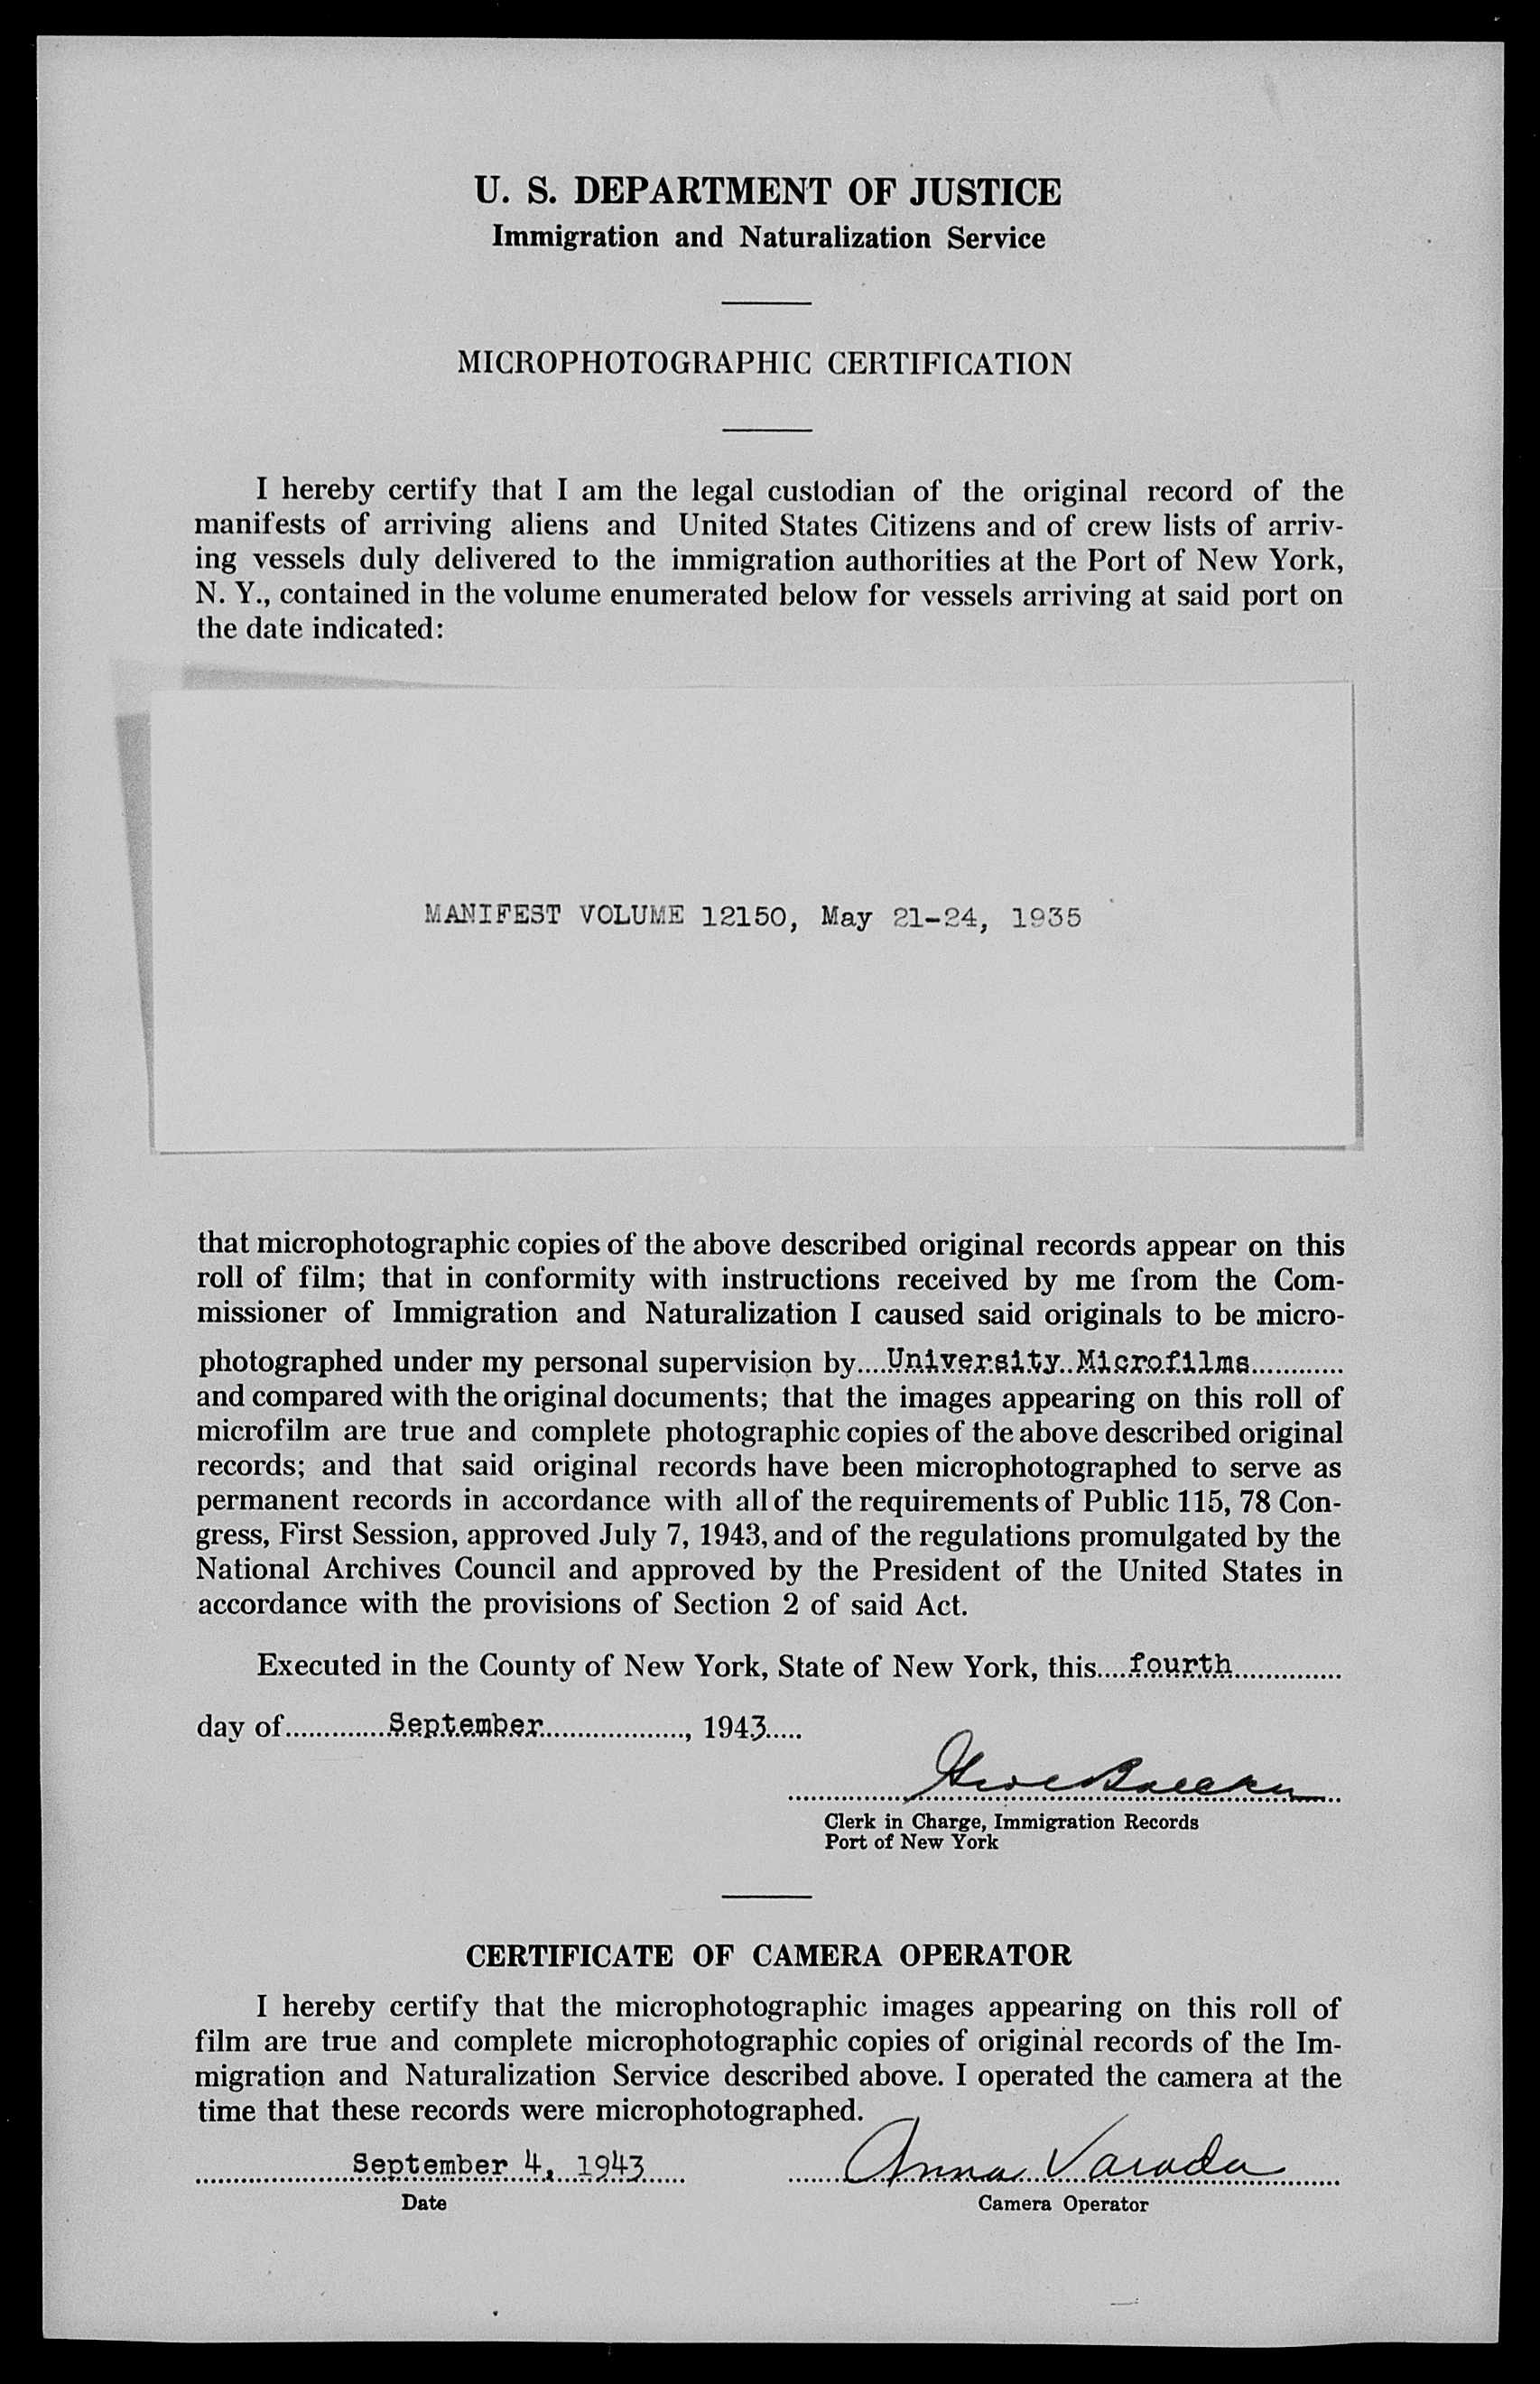 U. S. DEPARTMENT OF JUSTICE
Immigration and Naturalization Service
MICROPHOTOGRAPHIC CERTIFICATION
I hereby certify that I am the legal custodian of the original record of the
manifests of arriving aliens and United States Citizens and of crew lists of arriv-
ing vessels duly delivered to the immigration authorities at the Port of New York,
N. Y., contained in the volume enumerated below for vessels arriving at said port on
the date indicated:
MANIFEST VOLUME 12150, May 21-24, 1935
that microphotographic copies of the above described original records appear on this
roll of film; that in conformity with instructions received by me from the Com-
missioner of Immigration and Naturalization I caused said originals to be micro-
photographed under my personal supervision by....University Microfilms............
and compared with the original documents; that the images appearing on this roll of
microfilm are true and complete photographic copies of the above described original
records; and that said original records have been microphotographed to serve as
permanent records in accordance with all of the requirements of Public 115, 78 Con-
gress, First Session, approved July 7, 1943, and of the regulations promulgated by the
National Archives Council and approved by the President of the United States in
accordance with the provisions of Section 2 of said Act.
Executed in the County of New York, State of New York, this....fourth..............
day of.............September.................., 1943.....
Clerk in Charge, Immigration Records
Port of New York
CERTIFICATE OF CAMERA OPERATOR
I hereby certify that the microphotographic images appearing on this roll of
film are true and complete microphotographic copies of original records of the Im-
migration and Naturalization Service described above. I operated the camera at the
time that these records were microphotographed.
September 4, 1943 Anna Varada
Date Camera Operator